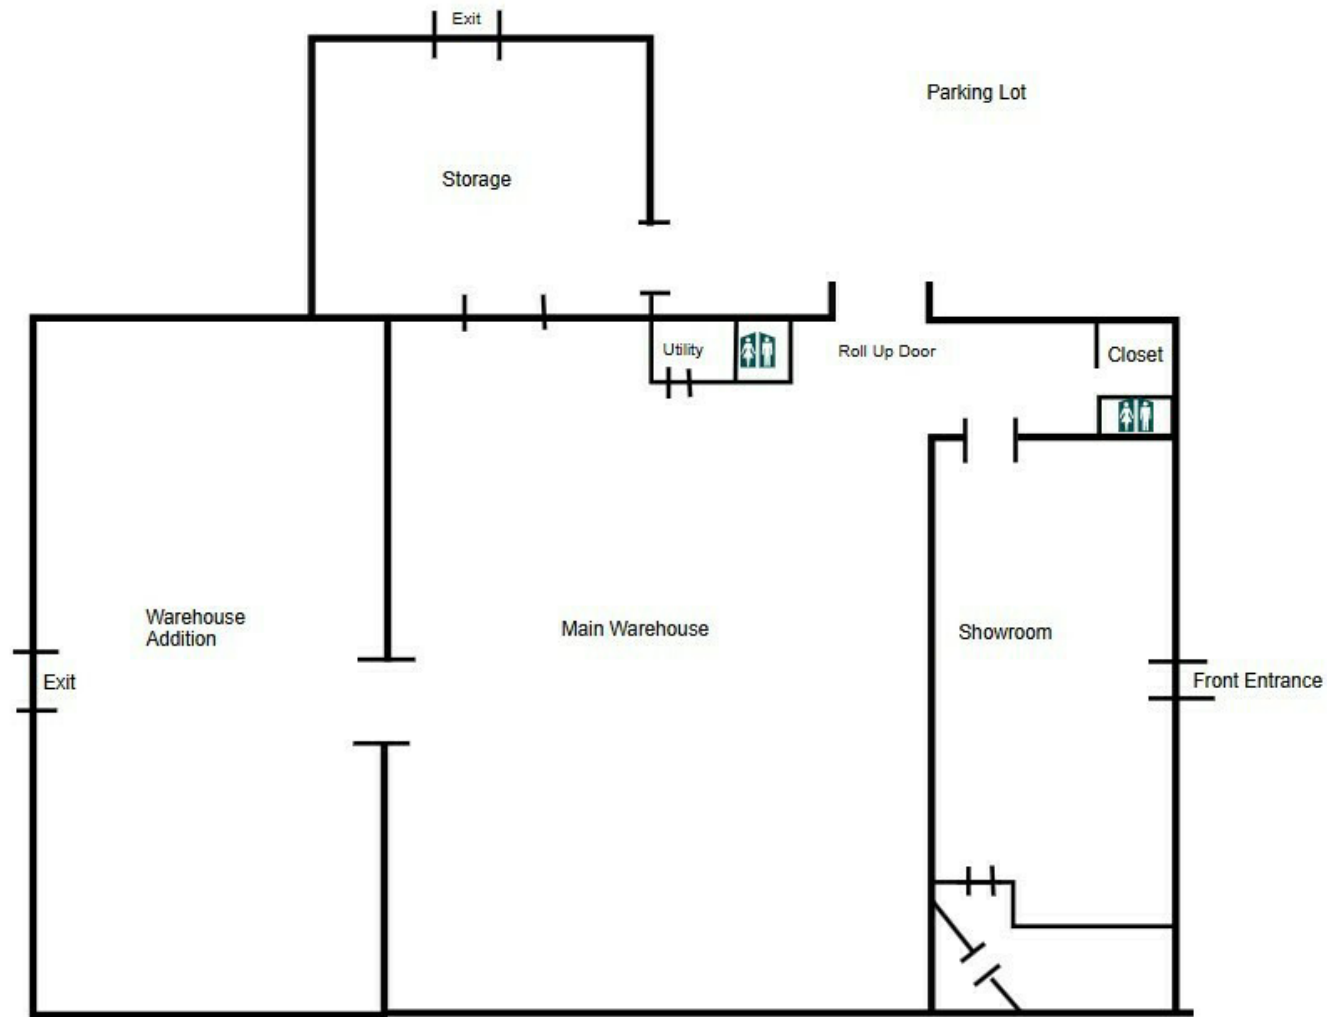 Exit
Parking Lot
Storage
Utility
Roll Up Door
Closet
Warehouse
Addition
Main Warehouse
Showroom
Exit
Front Entrance